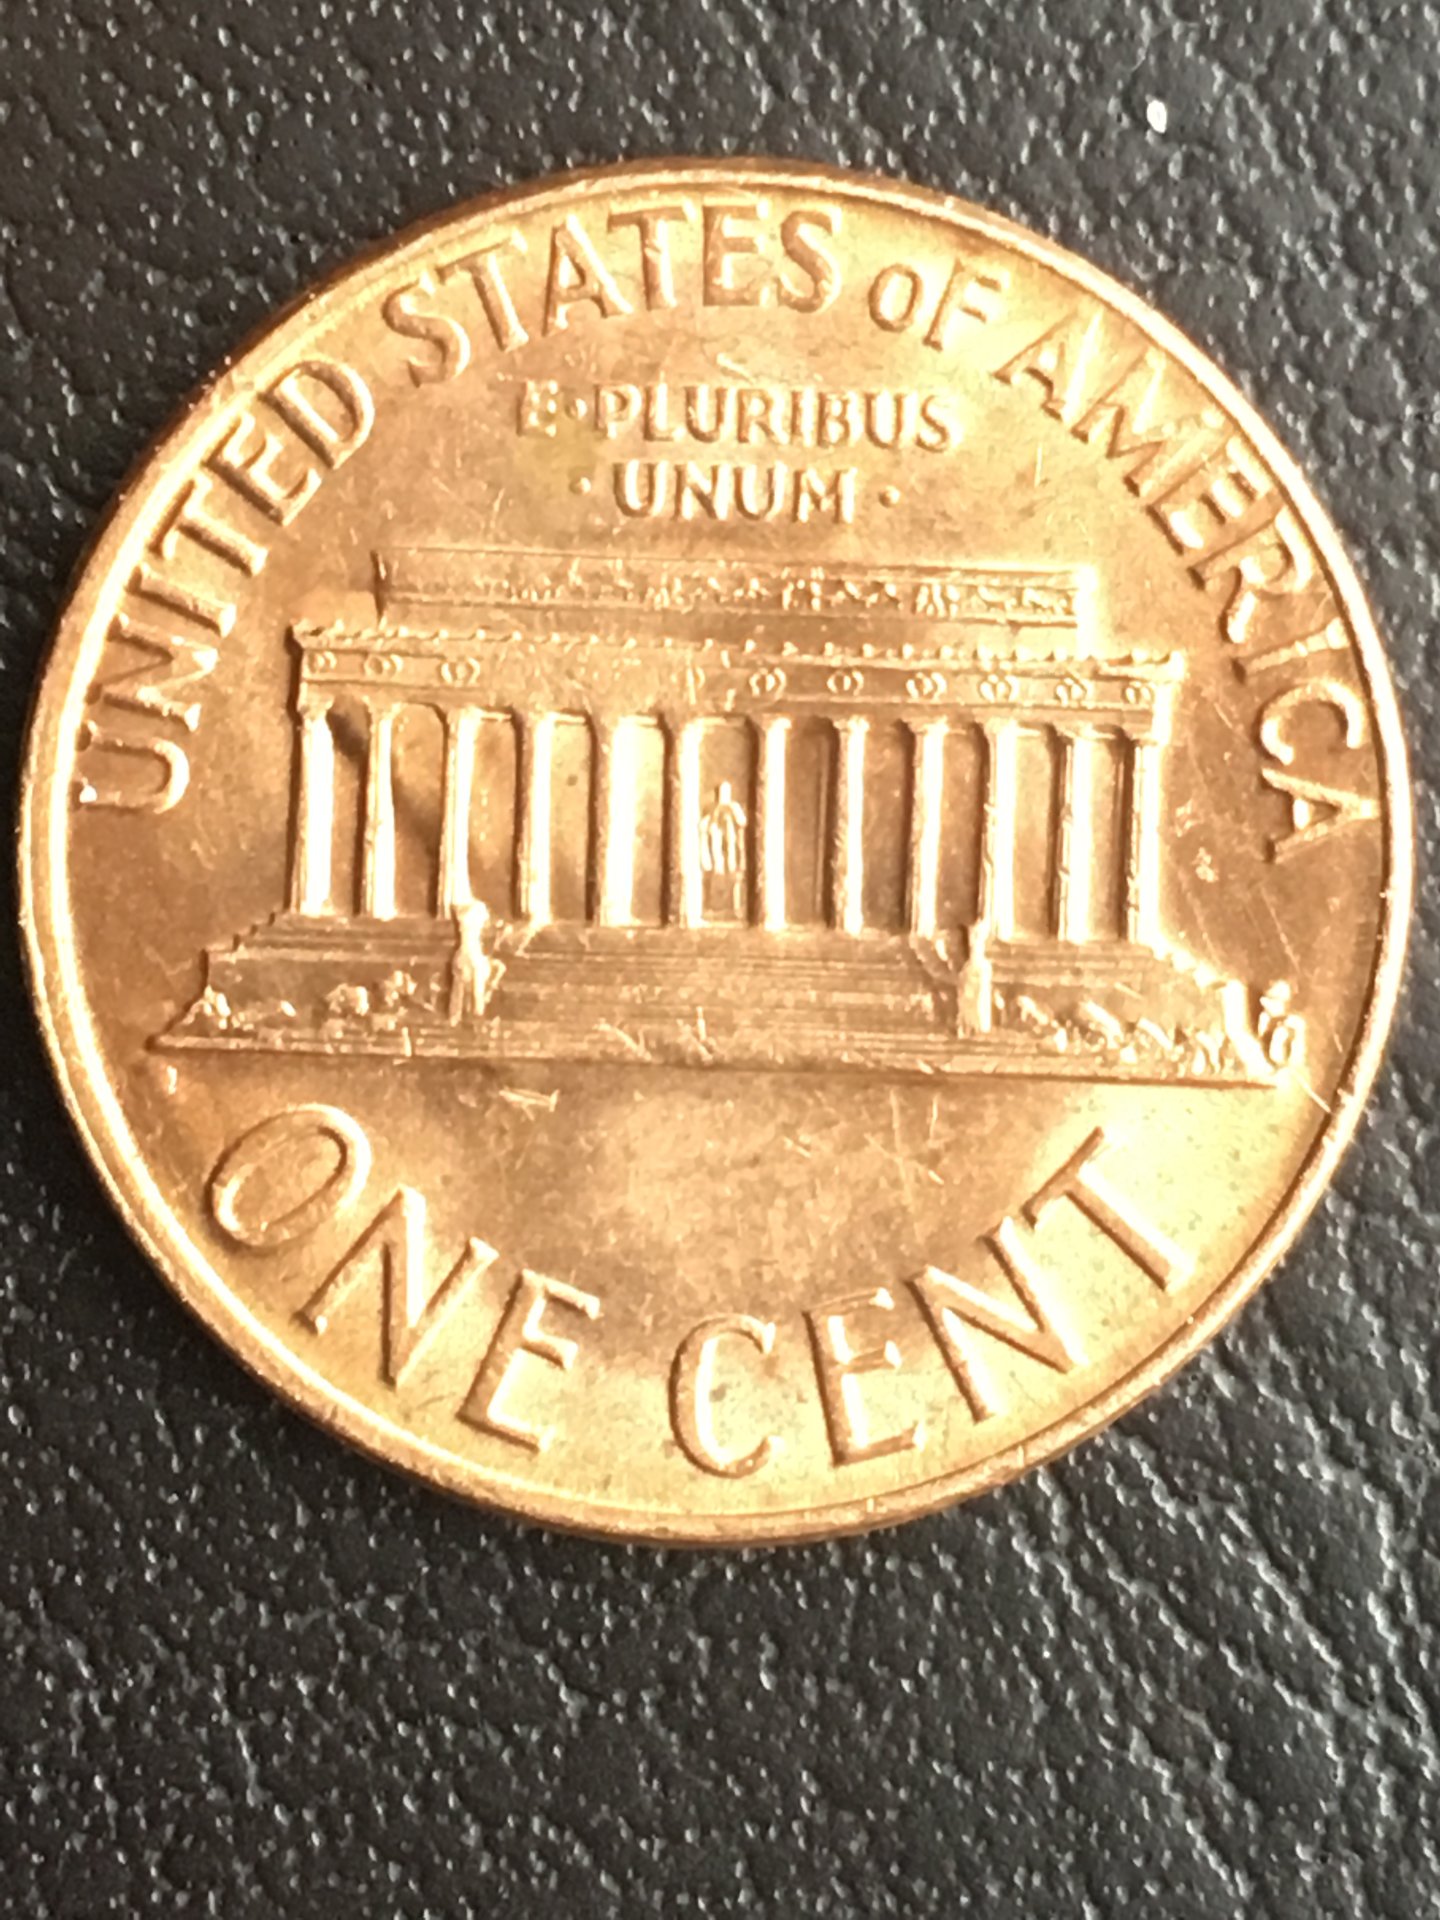 UNITED STATES OF AMERICA
E·PLURIBUS
· UNUM ·
ONE CENT